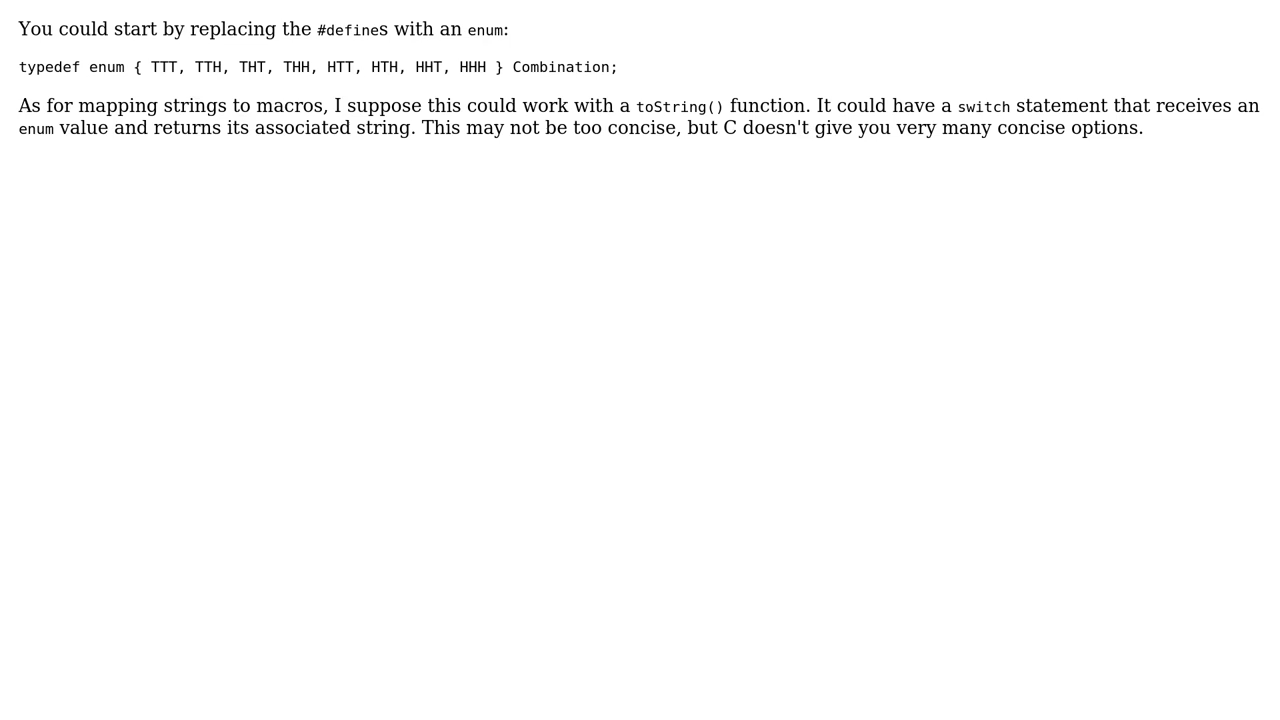 You could start by replacing the #defines with an enum:
typedef enum { TTT, TTH, THT, THH, HTT, HTH, HHT, HHH } Combination;
As for mapping strings to macros, I suppose this could work with a toString() function. It could have a switch statement that receives an
enum value and returns its associated string. This may not be too concise, but C doesn't give you very many concise options.